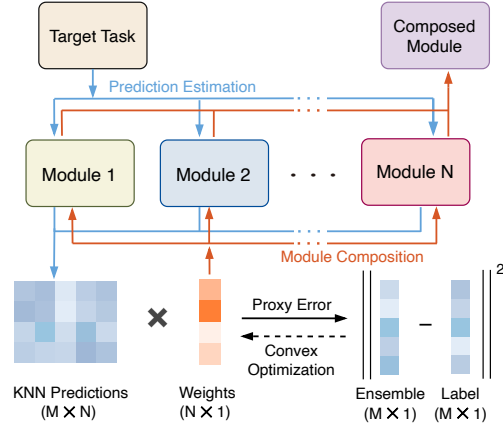 Target Task
Composed
Module
Prediction Estimation
Module 1
Module 2
. . .
Module N
Module Composition
×
Proxy Error
Convex
Optimization
−
2
KNN Predictions
(M × N)
Weights
(N × 1)
Ensemble
(M × 1)
Label
(M × 1)